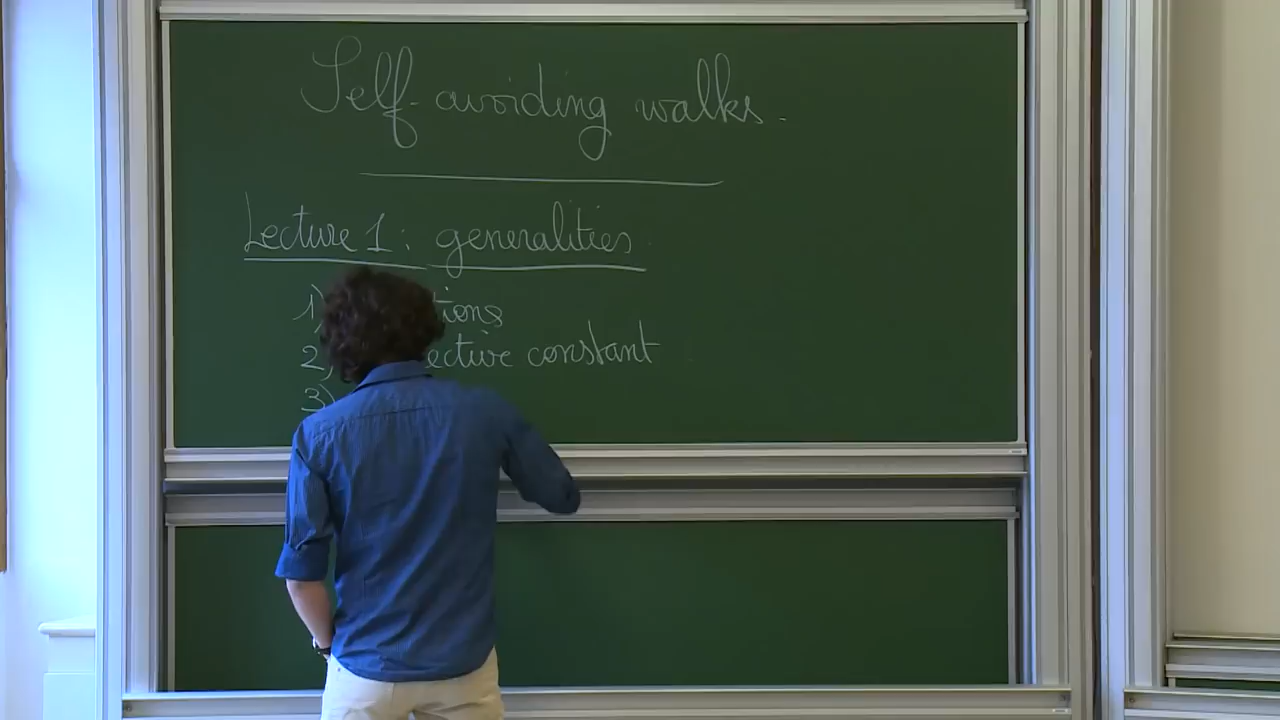 Self-avoiding walks.
Lecture 1: generalities.
1) tions
2) ective constant
3)